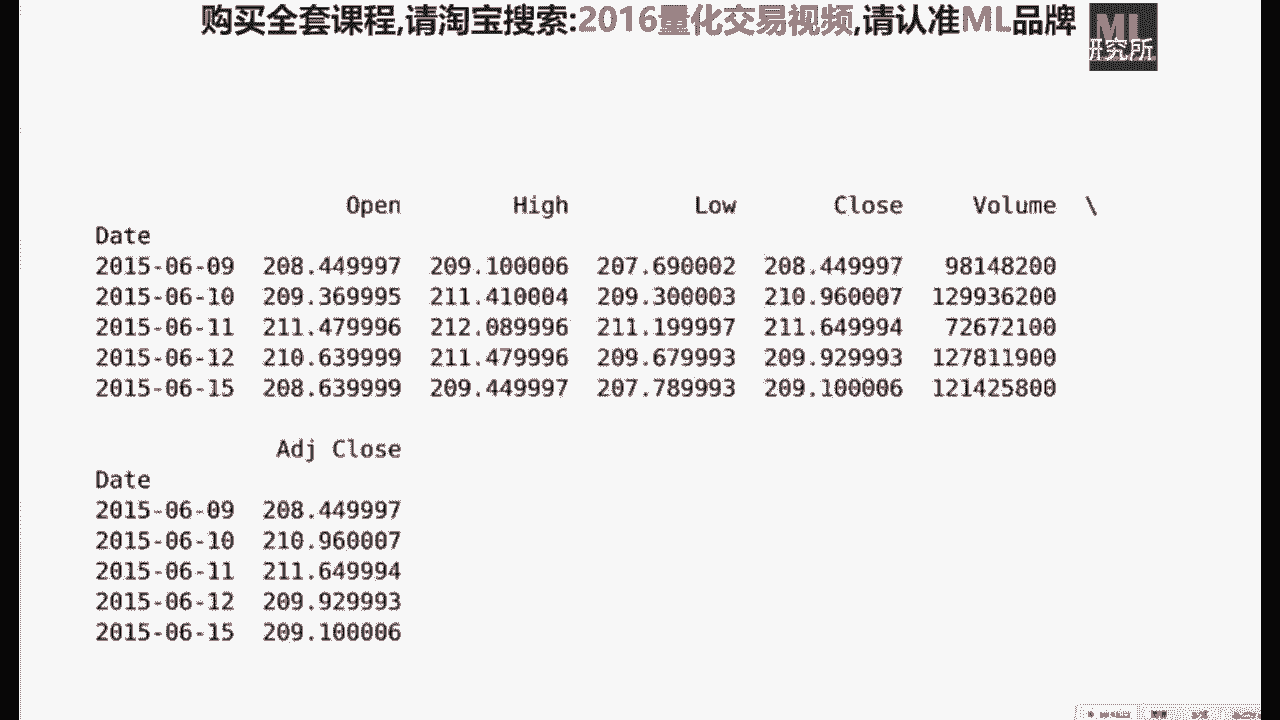 购买全套课程,请淘宝搜索:2016量化交易视频,请认准ML品牌
ML
研究所
Open High Low Close Volume \
Date
2015-06-09 208.449997 209.100006 207.690002 208.449997 98148200
2015-06-10 209.369995 211.410004 209.300003 210.960007 129936200
2015-06-11 211.479996 212.089996 211.199997 211.649994 72672100
2015-06-12 210.639999 211.479996 209.679993 209.929993 127811900
2015-06-15 208.639999 209.449997 207.789993 209.100006 121425800
Adj Close
Date
2015-06-09 208.449997
2015-06-10 210.960007
2015-06-11 211.649994
2015-06-12 209.929993
2015-06-15 209.100006